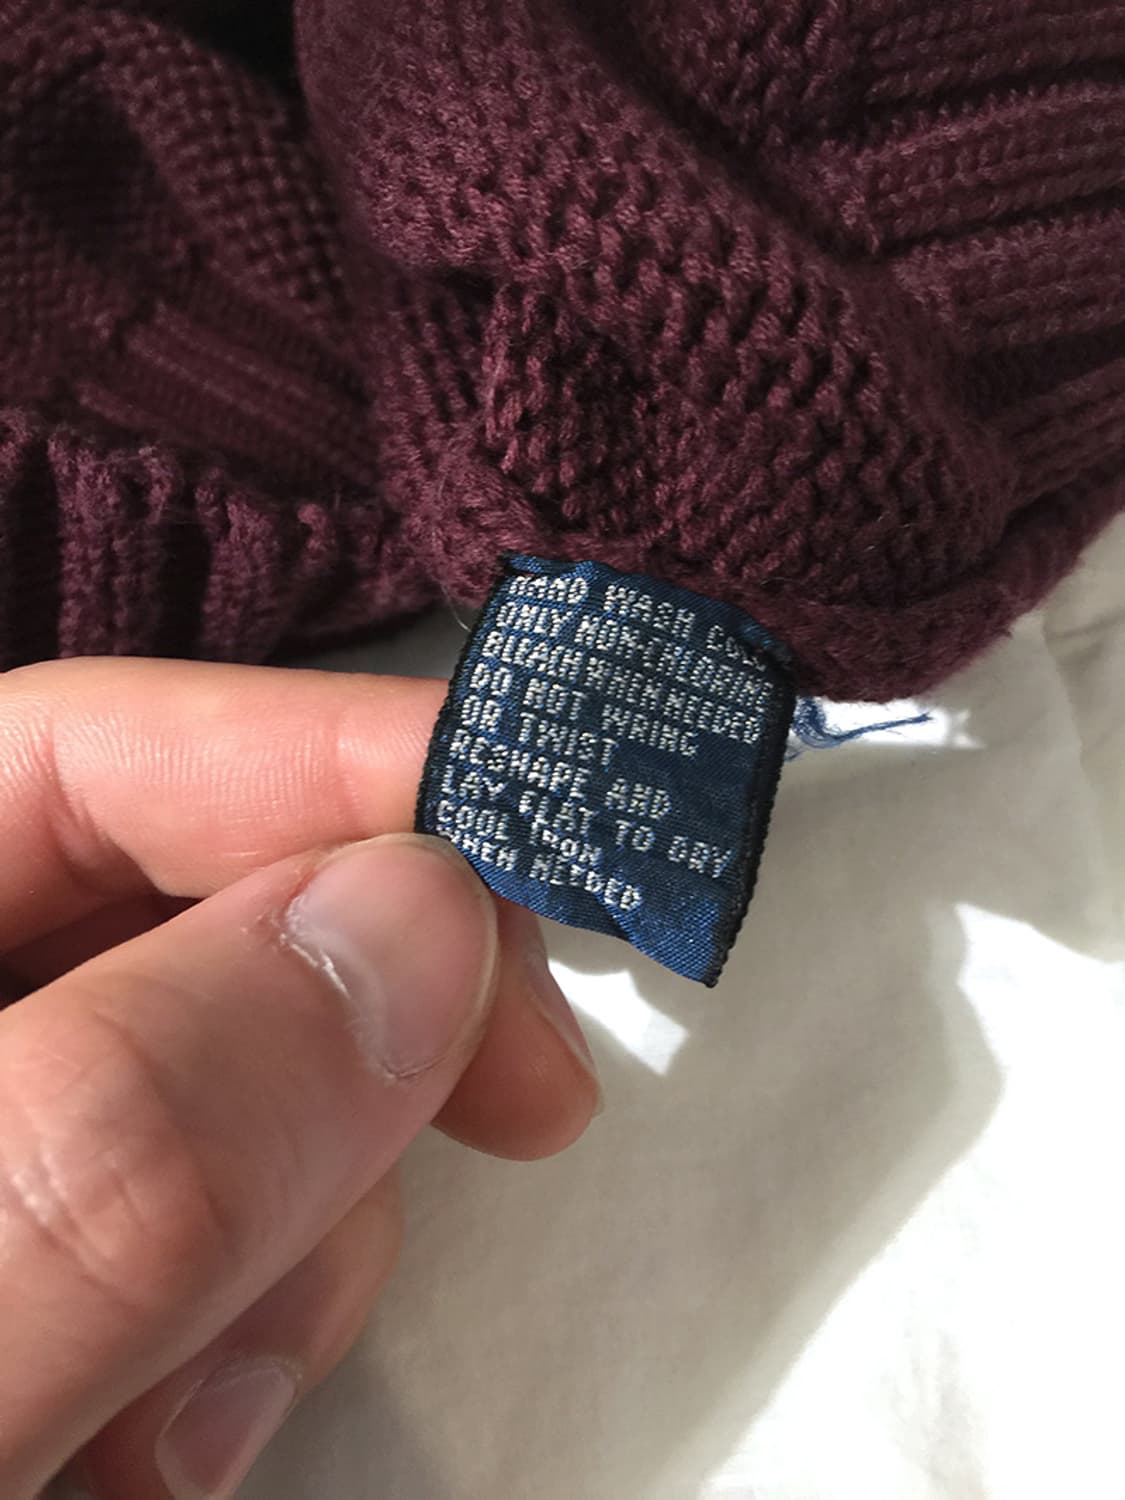 HAND WASH COLD
ONLY NON-CHLORINE
BLEACH WHEN NEEDED
DO NOT WRING
OR TWIST
RESHAPE AND
LAY FLAT TO DRY
COOL IRON
WHEN NEEDED